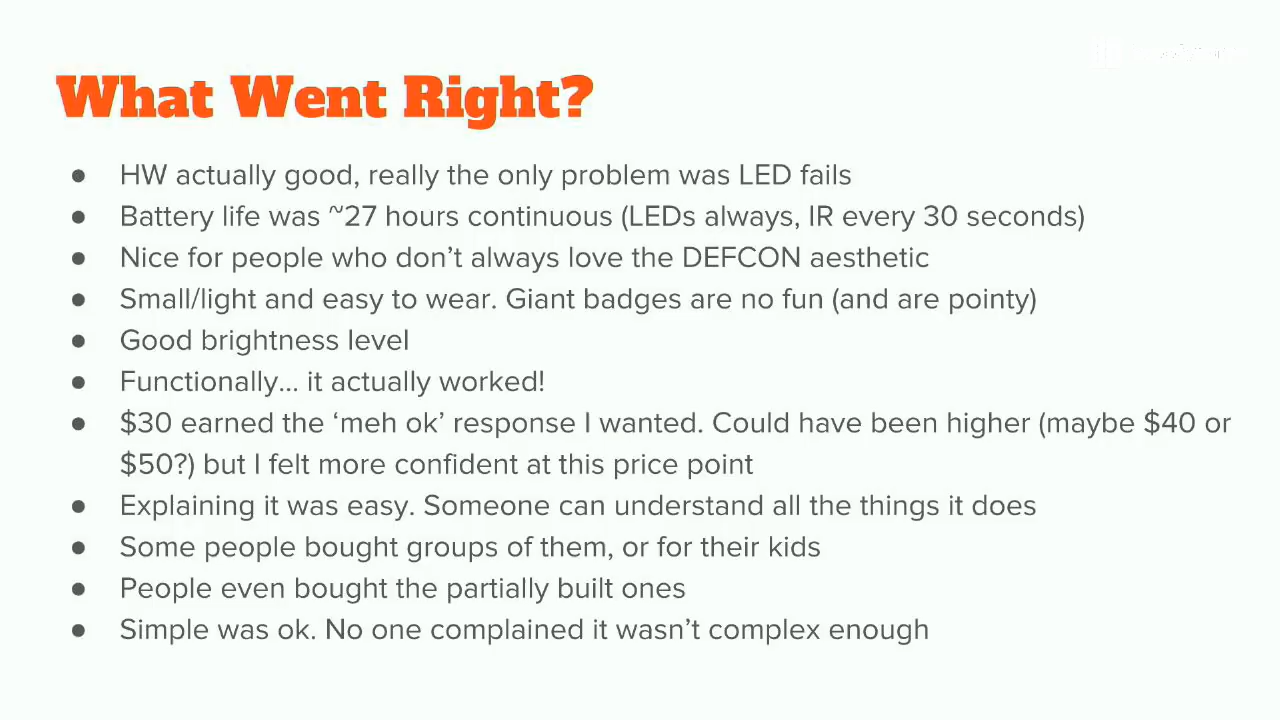 What Went Right?
● HW actually good, really the only problem was LED fails
● Battery life was ~27 hours continuous (LEDs always, IR every 30 seconds)
● Nice for people who don’t always love the DEFCON aesthetic
● Small/light and easy to wear. Giant badges are no fun (and are pointy)
● Good brightness level
● Functionally... it actually worked!
● $30 earned the ‘meh ok’ response I wanted. Could have been higher (maybe $40 or
$50?) but I felt more confident at this price point
● Explaining it was easy. Someone can understand all the things it does
● Some people bought groups of them, or for their kids
● People even bought the partially built ones
● Simple was ok. No one complained it wasn’t complex enough